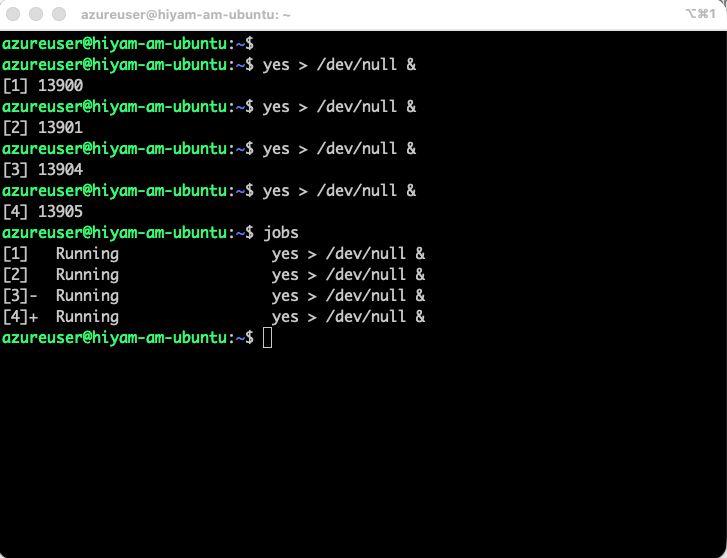 azureuser@hiyam-am-ubuntu: ~
⌥⌘1
azureuser@hiyam-am-ubuntu:~$
azureuser@hiyam-am-ubuntu:~$ yes > /dev/null &
[1] 13900
azureuser@hiyam-am-ubuntu:~$ yes > /dev/null &
[2] 13901
azureuser@hiyam-am-ubuntu:~$ yes > /dev/null &
[3] 13904
azureuser@hiyam-am-ubuntu:~$ yes > /dev/null &
[4] 13905
azureuser@hiyam-am-ubuntu:~$ jobs
[1]   Running                 yes > /dev/null &
[2]   Running                 yes > /dev/null &
[3]-  Running                 yes > /dev/null &
[4]+  Running                 yes > /dev/null &
azureuser@hiyam-am-ubuntu:~$